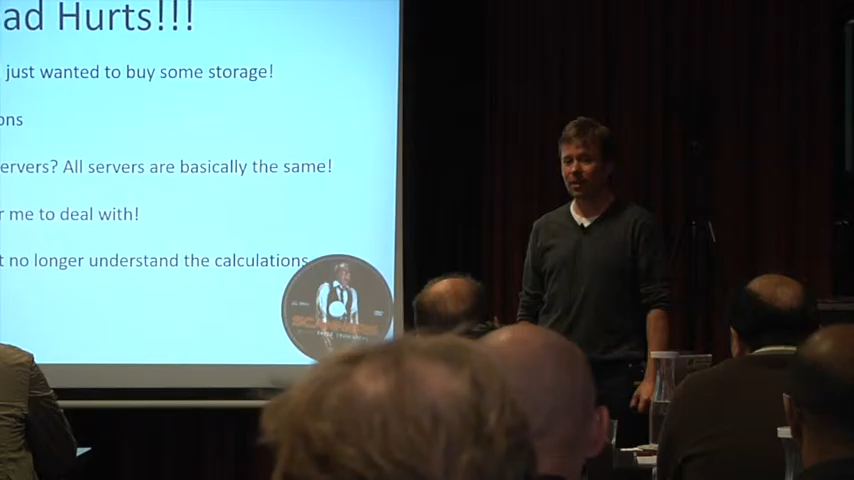 ad Hurts!!!
just wanted to buy some storage!
ons
ervers? All servers are basically the same!
r me to deal with!
t no longer understand the calculations